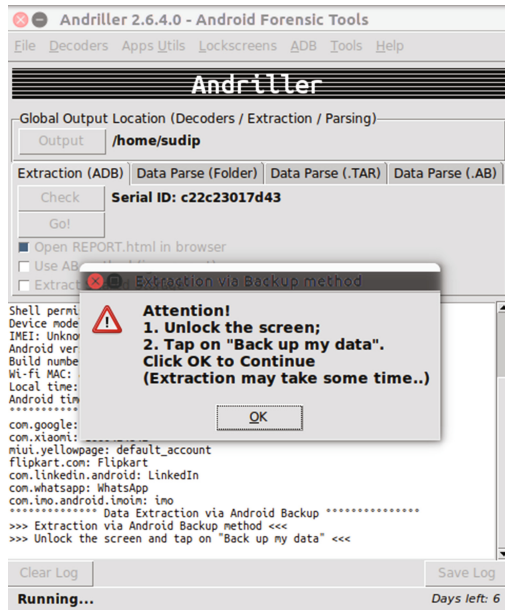 Andriller 2.6.4.0 - Android Forensic Tools
File Decoders Apps Utils Lockscreens ADB Tools Help
Andriller
Global Output Location (Decoders / Extraction / Parsing)
Output /home/sudip
Extraction (ADB) Data Parse (Folder) Data Parse (.TAR) Data Parse (.AB)
Check Serial ID: c22c23017d43
Go!
Open REPORT.html in browser
Use AB
Extract
Extraction via Backup method
Attention!
1. Unlock the screen;
2. Tap on "Back up my data".
Click OK to Continue
(Extraction may take some time..)
OK
Shell permi
Device mode
IMEI: Unkno
Android ver
Build numbe
Wi-fi MAC:
Local time:
Android tim
com.google:
com.xiaomi:
miui.yellowpage: default_account
flipkart.com: Flipkart
com.linkedin.android: LinkedIn
com.whatsapp: WhatsApp
com.imo.android.imoim: imo
*************** Data Extraction via Android Backup ****************
>>> Extraction via Android Backup method <<<
>>> Unlock the screen and tap on "Back up my data" <<<
Clear Log Save Log
Running... Days left: 6